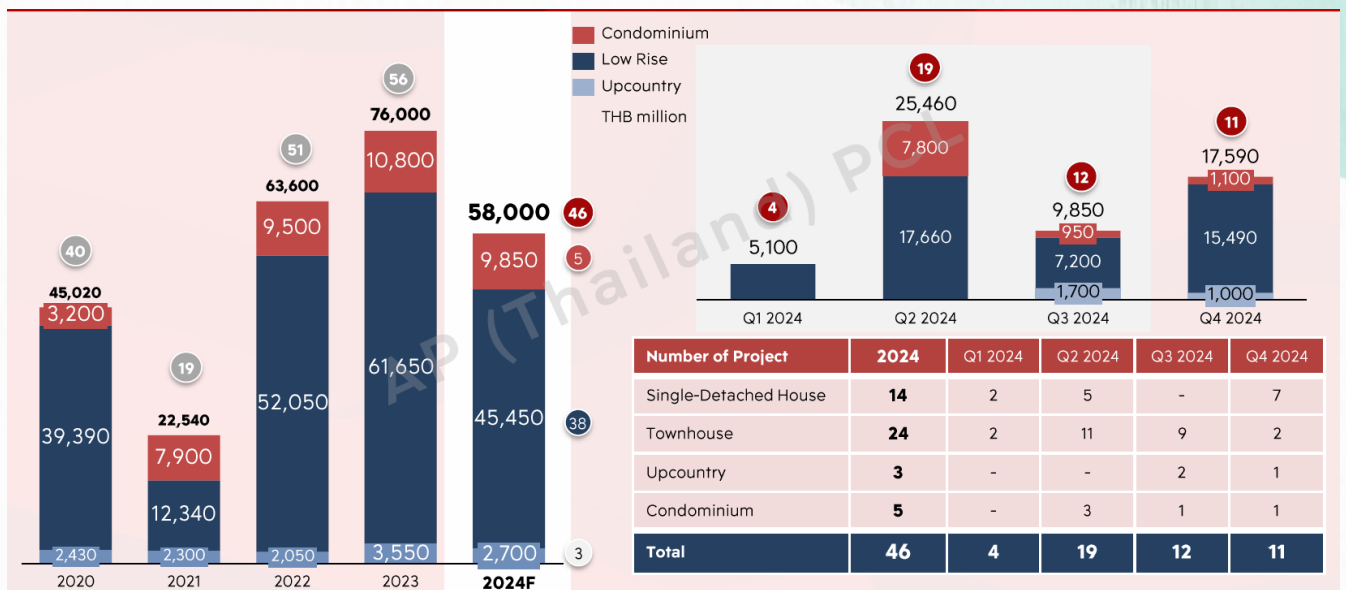 Condominium
Low Rise
Upcountry
THB million
56
76,000
10,800
61,650
3,550
2023
51
63,600
9,500
52,050
2,050
2022
40
45,020
3,200
39,390
2,430
2020
19
22,540
7,900
12,340
2,300
2021
58,000 46
9,850 5
45,450 38
2,700 3
2024F
4
5,100
Q1 2024
19
25,460
7,800
17,660
Q2 2024
12
9,850
950
7,200
1,700
Q3 2024
11
17,590
1,100
15,490
1,000
Q4 2024
AP (Thailand) PCL
Number of Project 2024 Q1 2024 Q2 2024 Q3 2024 Q4 2024
Single-Detached House 14 2 5 - 7
Townhouse 24 2 11 9 2
Upcountry 3 - - 2 1
Condominium 5 - 3 1 1
Total 46 4 19 12 11